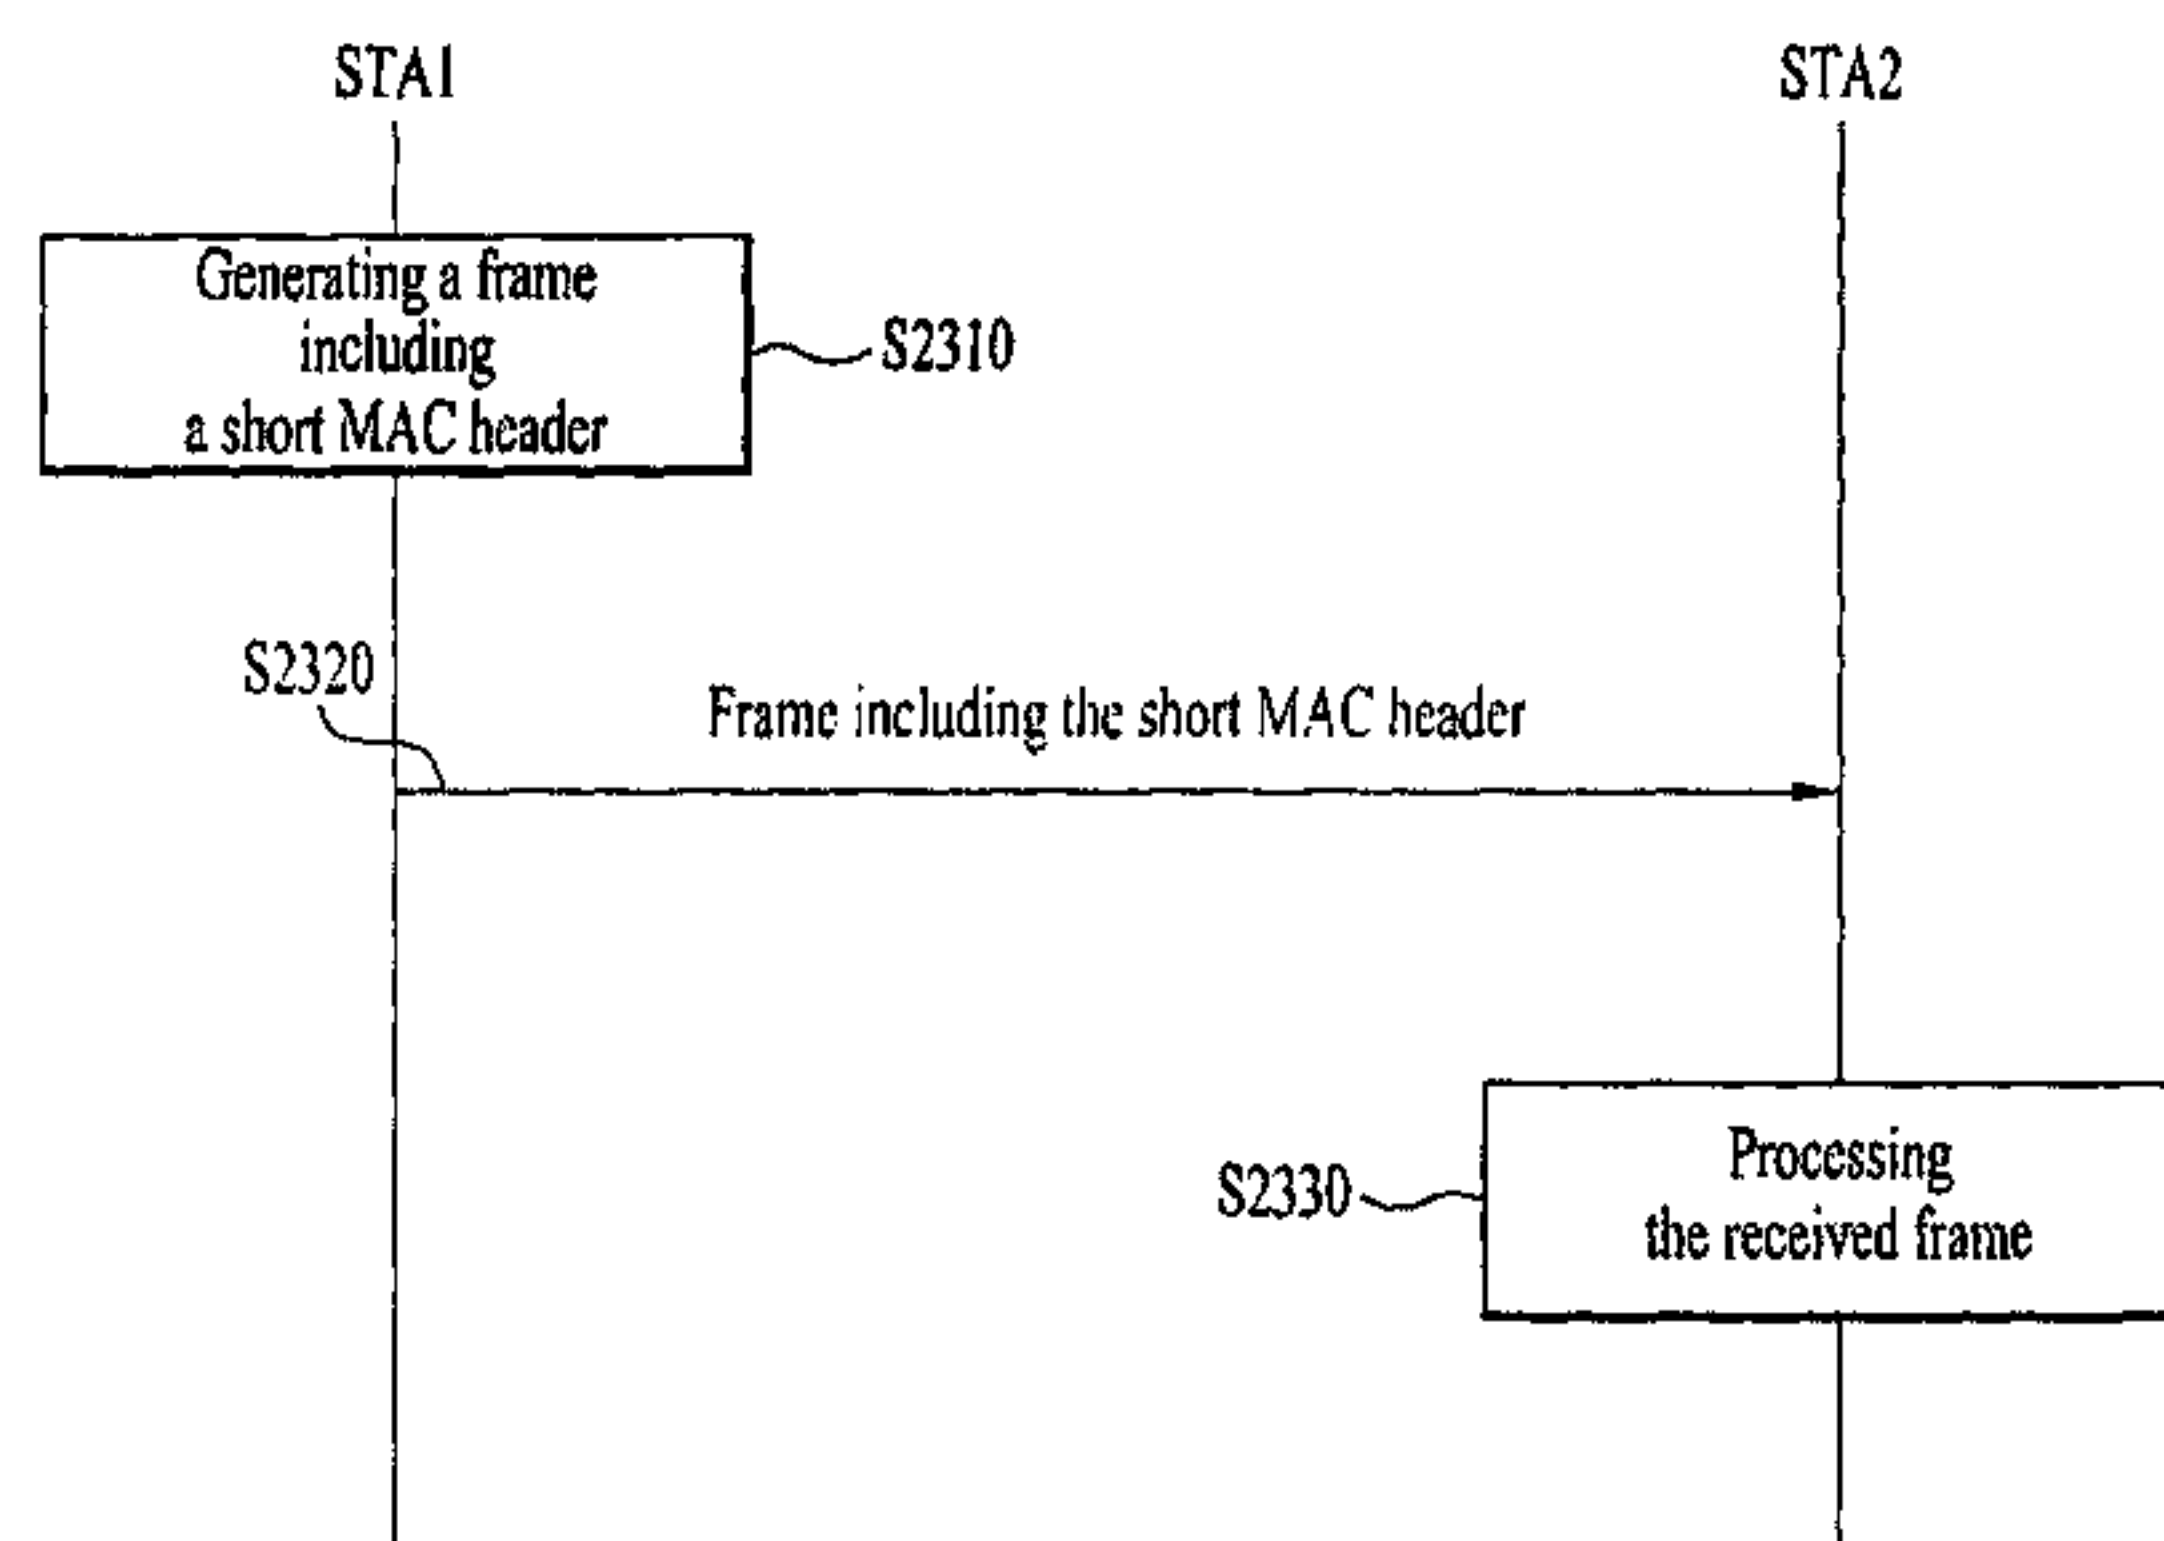 STA1
STA2
Generating a frame
including
a short MAC header
S2310
S2320
Frame including the short MAC header
S2330
Processing
the received frame